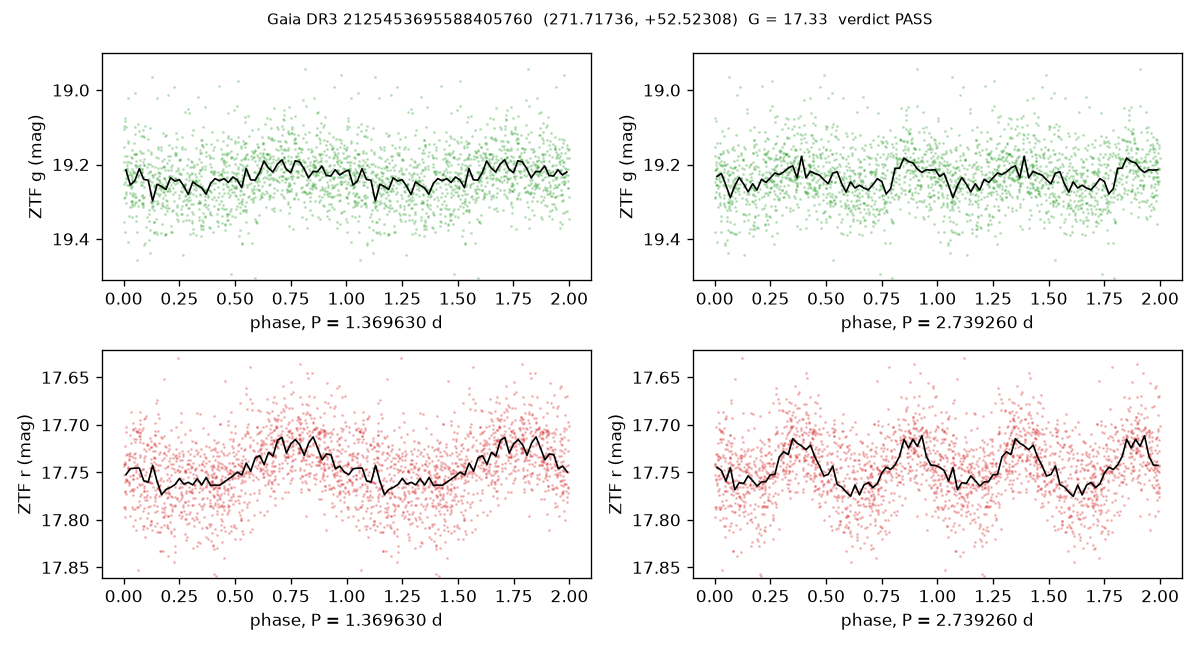 Gaia DR3 2125453695588405760 (271.71736, +52.52308) G = 17.33 verdict PASS
ZTF g (mag)
19.0
19.2
19.4
0.00 0.25 0.50 0.75 1.00 1.25 1.50 1.75 2.00
phase, P = 1.369630 d
ZTF g (mag)
19.0
19.2
19.4
0.00 0.25 0.50 0.75 1.00 1.25 1.50 1.75 2.00
phase, P = 2.739260 d
ZTF r (mag)
17.65
17.70
17.75
17.80
17.85
0.00 0.25 0.50 0.75 1.00 1.25 1.50 1.75 2.00
phase, P = 1.369630 d
ZTF r (mag)
17.65
17.70
17.75
17.80
17.85
0.00 0.25 0.50 0.75 1.00 1.25 1.50 1.75 2.00
phase, P = 2.739260 d